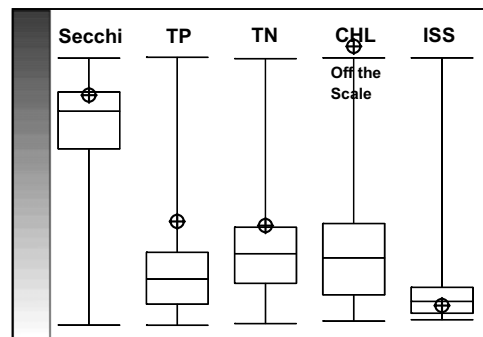 Secchi TP TN CHL ISS
Off the
Scale